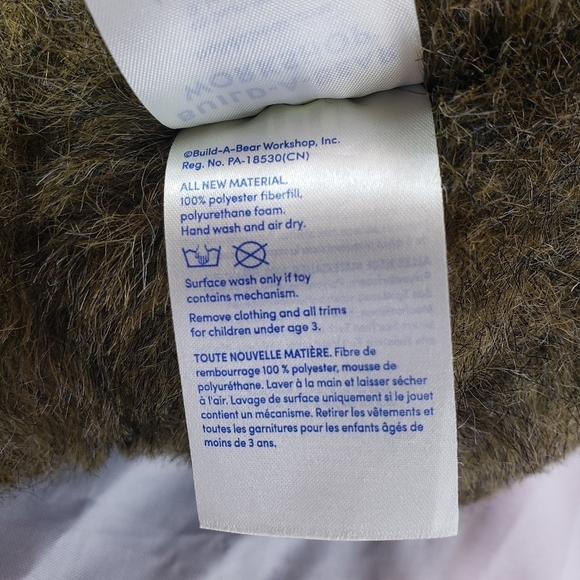 WORKSHOP
BUILD-A-BEAR
©Build-A-Bear Workshop, Inc.
Reg. No. PA-18530(CN)
ALL NEW MATERIAL.
100% polyester fiberfill,
polyurethane foam.
Hand wash and air dry.
Surface wash only if toy
contains mechanism.
Remove clothing and all trims
for children under age 3.
TOUTE NOUVELLE MATIÈRE. Fibre de
rembourrage 100 % polyester, mousse de
polyuréthane. Laver à la main et laisser sécher
à l'air. Lavage de surface uniquement si le jouet
contient un mécanisme. Retirer les vêtements et
toutes les garnitures pour les enfants âgés de
moins de 3 ans.